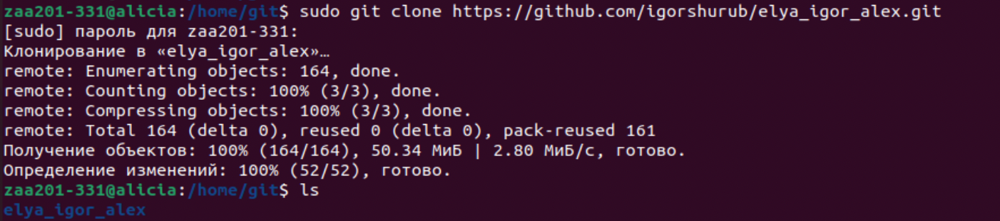 zaa201-331@alicia:/home/git$ sudo git clone https://github.com/igorshurub/elya_igor_alex.git
[sudo] пароль для zaa201-331:
Клонирование в «elya_igor_alex»…
remote: Enumerating objects: 164, done.
remote: Counting objects: 100% (3/3), done.
remote: Compressing objects: 100% (3/3), done.
remote: Total 164 (delta 0), reused 0 (delta 0), pack-reused 161
Получение объектов: 100% (164/164), 50.34 МиБ | 2.80 МиБ/с, готово.
Определение изменений: 100% (52/52), готово.
zaa201-331@alicia:/home/git$ ls
elya_igor_alex